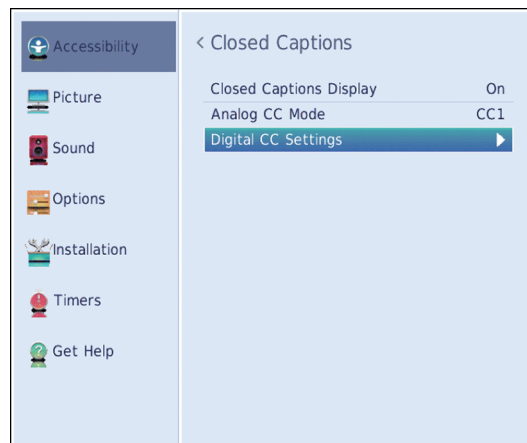 Accessibility
Picture
Sound
Options
Installation
Timers
Get Help
< Closed Captions
Closed Captions Display On
Analog CC Mode CC1
Digital CC Settings